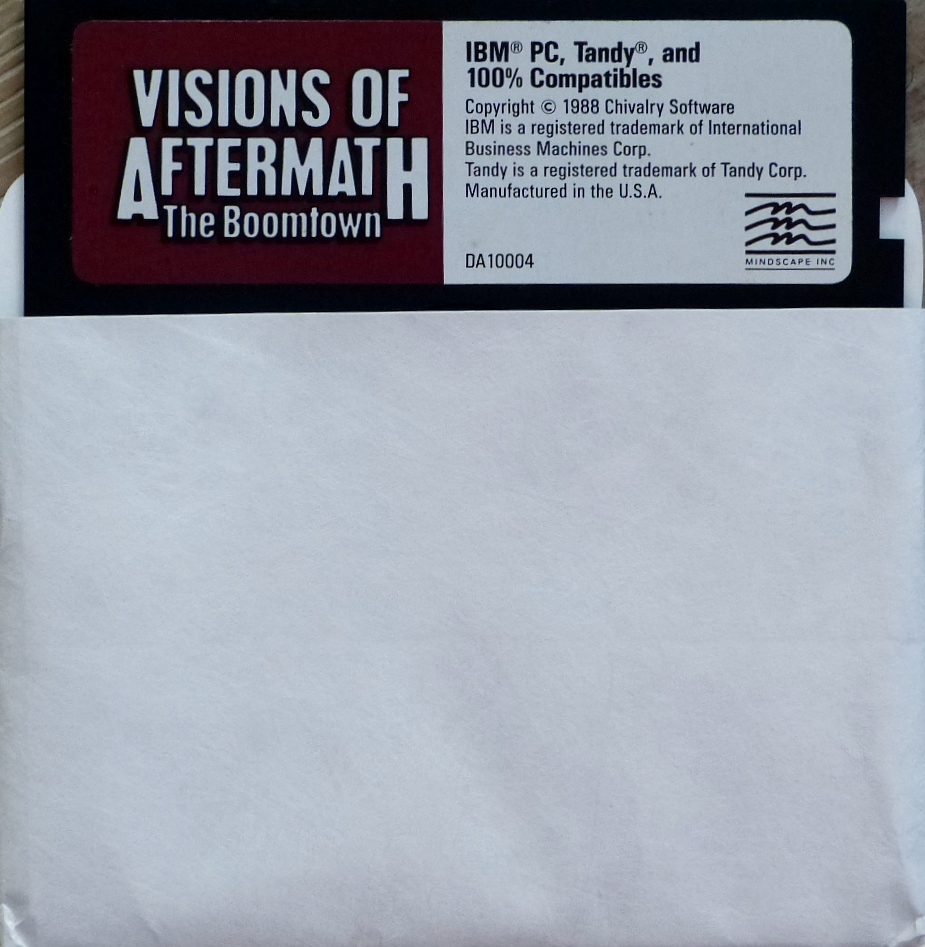 VISIONS OF
AFTERMATH
The Boomtown
IBM® PC, Tandy®, and
100% Compatibles
Copyright © 1988 Chivalry Software
IBM is a registered trademark of International
Business Machines Corp.
Tandy is a registered trademark of Tandy Corp.
Manufactured in the U.S.A.
DA10004
MINDSCAPE INC